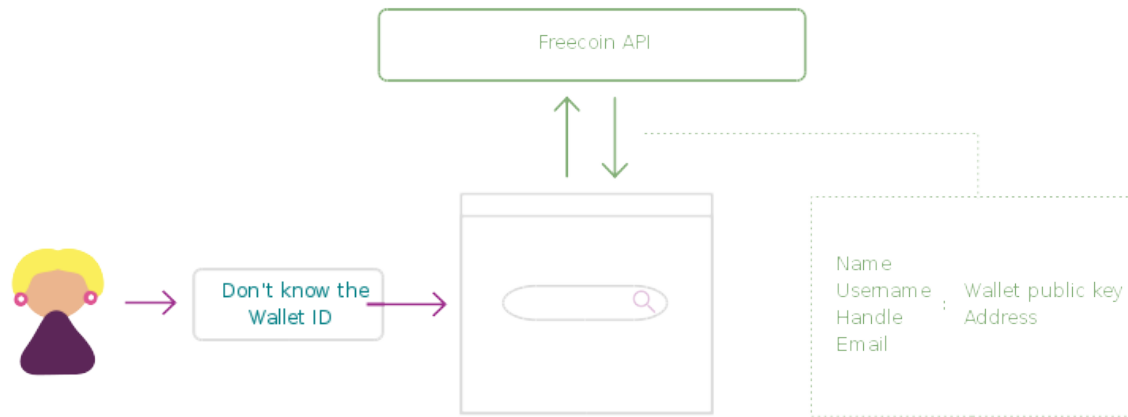 Freecoin API
Don't know the
Wallet ID
Name
Username : Wallet public key
Handle Address
Email